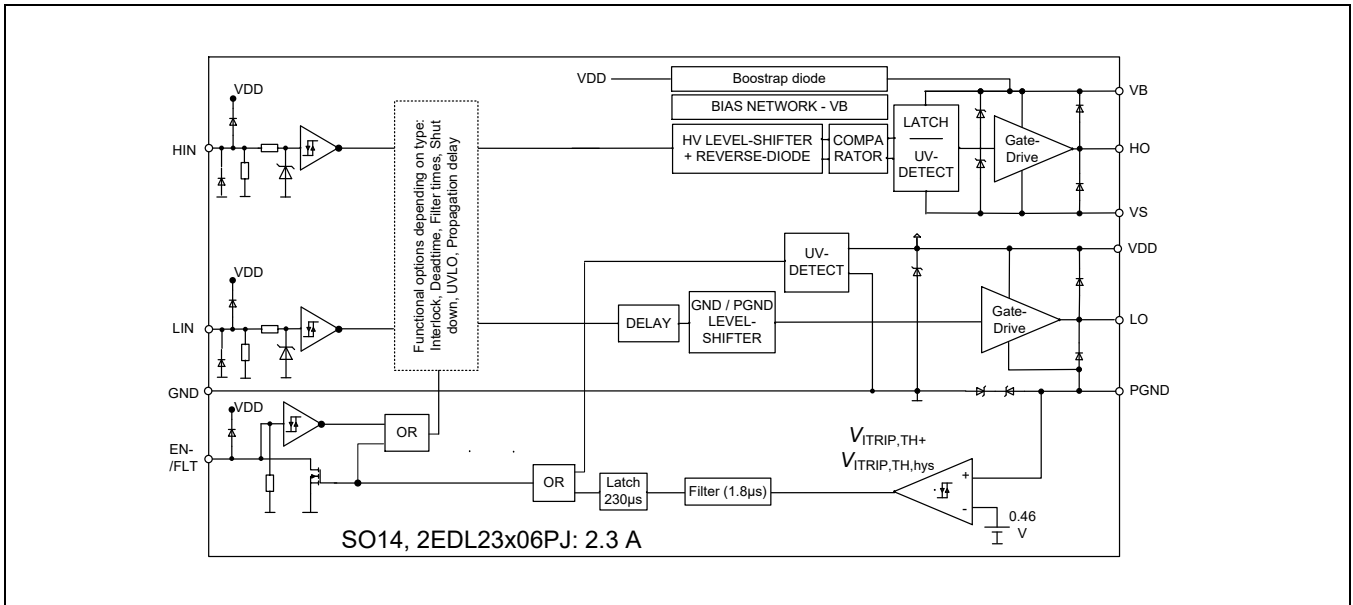 VDD
Boostrap diode
VB
VDD
BIAS NETWORK - VB
HIN
Functional options depending on type:
Interlock, Deadtime, Filter times, Shut
down, UVLO, Propagation delay
HV LEVEL-SHIFTER
+ REVERSE-DIODE
COMPA
RATOR
LATCH
UV-
DETECT
Gate-
Drive
HO
VS
VDD
UV-
DETECT
VDD
LIN
DELAY
GND / PGND
LEVEL-
SHIFTER
Gate-
Drive
LO
GND
PGND
VDD
EN-
/FLT
OR
OR
Latch
230µs
Filter (1.8µs)
VITRIP,TH+
VITRIP,TH,hys
+
-
0.46
V
SO14, 2EDL23x06PJ: 2.3 A